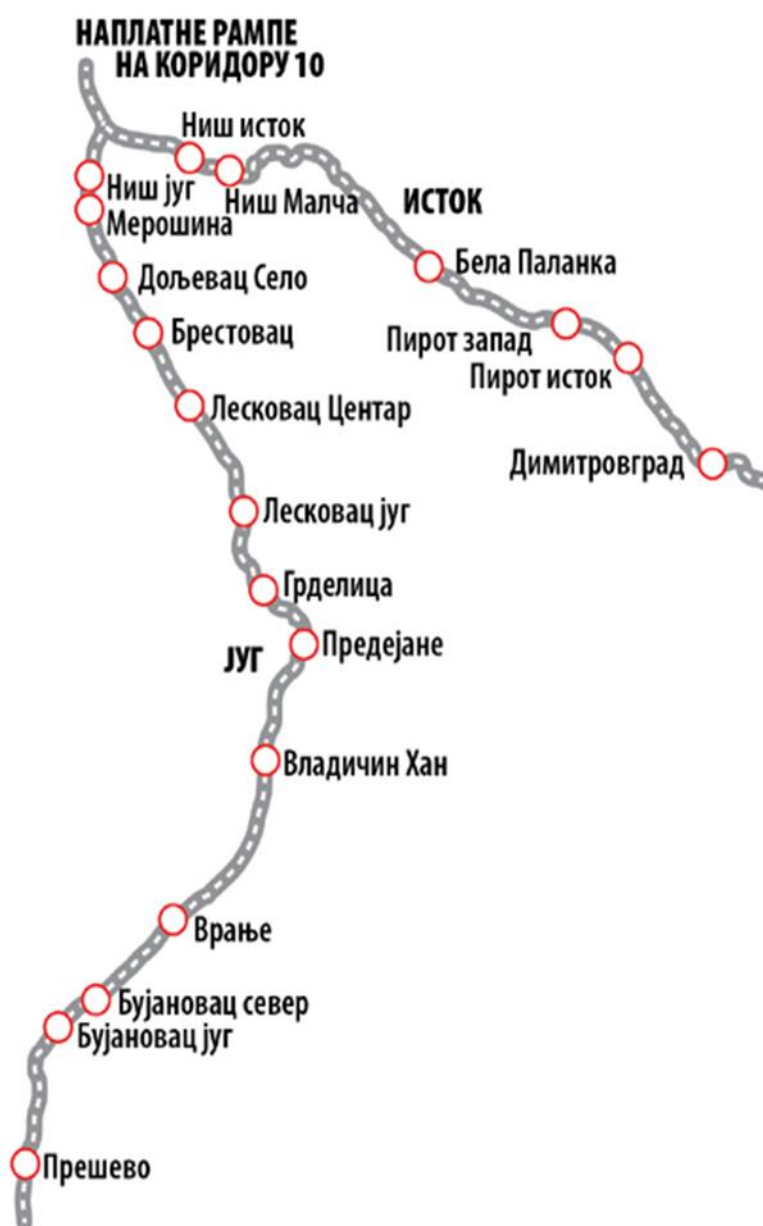 НАПЛАТНЕ РАМПЕ
НА КОРИДОРУ 10
Ниш исток
Ниш Малча
ИСТОК
Ниш југ
Мерошина
Бела Паланка
Дољевац Село
Пирот запад
Брестовац
Пирот исток
Лесковац Центар
Димитровград
Лесковац југ
Грделица
Предејане
ЈУГ
Владичин Хан
Врање
Бујановац север
Бујановац југ
Прешево